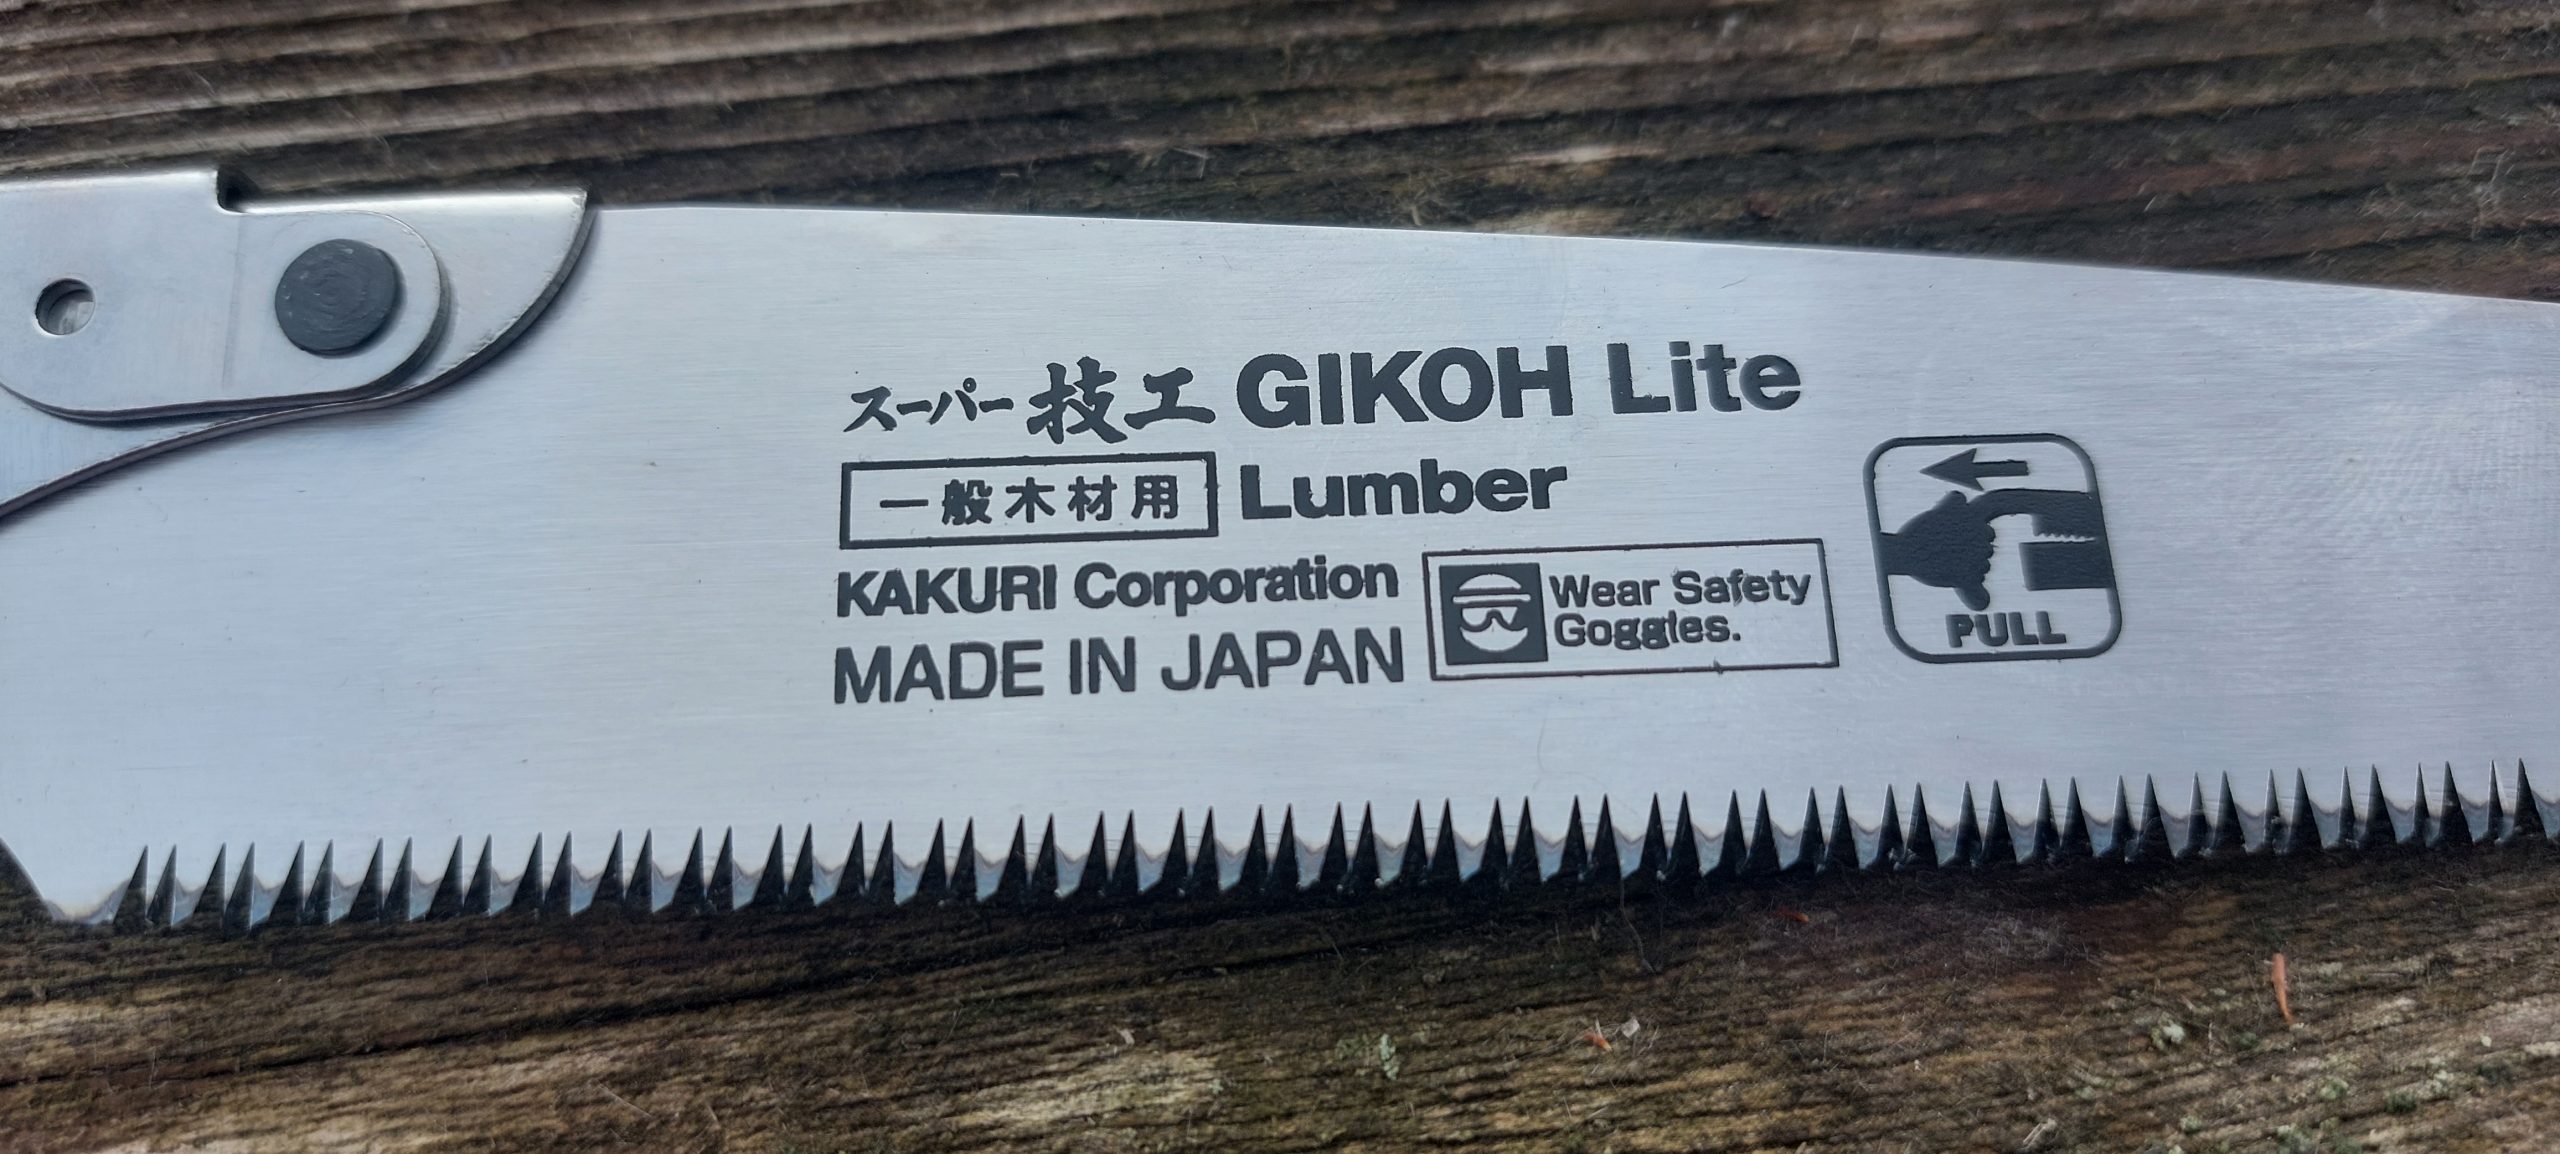 スーパー技工 GIKOH Lite
一般木材用 Lumber
KAKURI Corporation
MADE IN JAPAN
Wear Safety
Goggles.
PULL